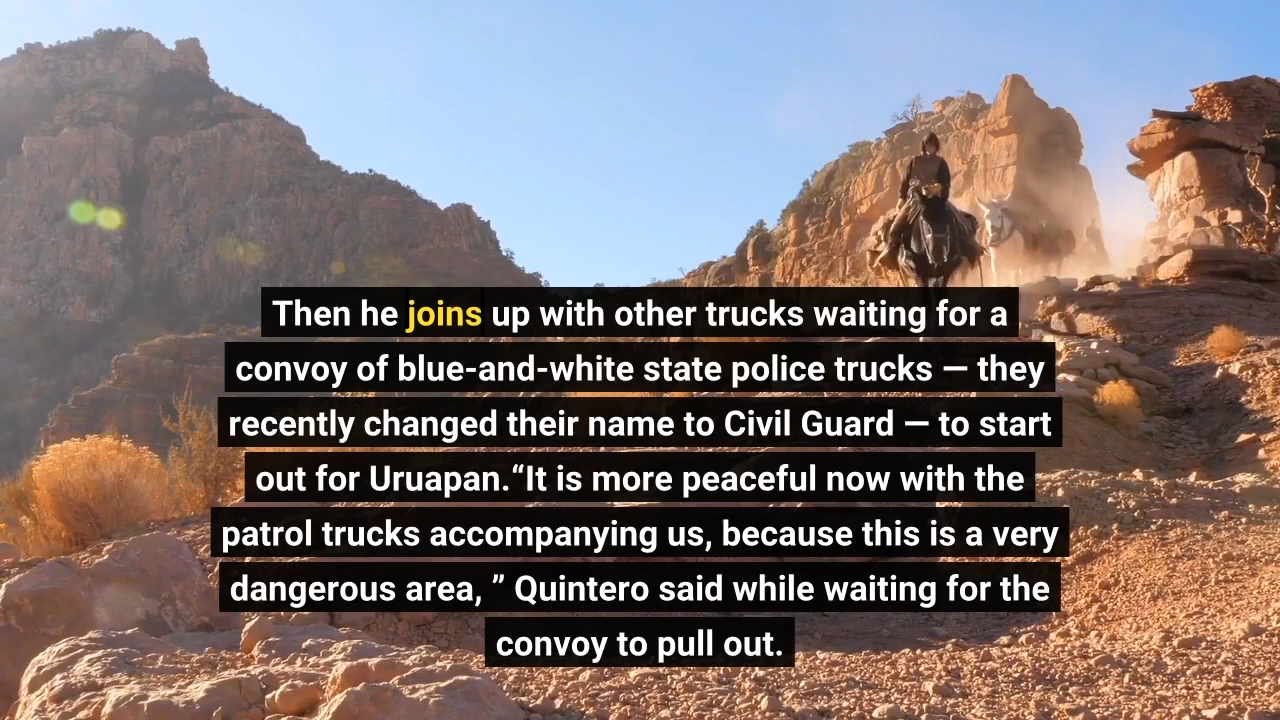 Then he joins up with other trucks waiting for a
convoy of blue-and-white state police trucks — they
recently changed their name to Civil Guard — to start
out for Uruapan.“It is more peaceful now with the
patrol trucks accompanying us, because this is a very
dangerous area, ” Quintero said while waiting for the
convoy to pull out.